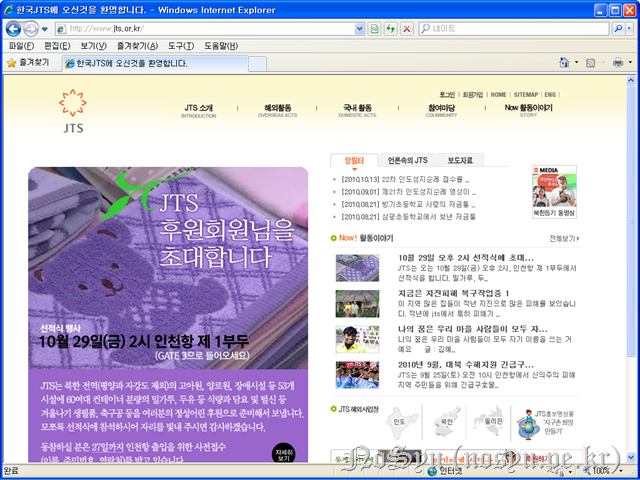 한국JTS에 오신것을 환영합니다. - Windows Internet Explorer
http://www.jts.or.kr/
네이트
파일(F) 편집(E) 보기(V) 즐겨찾기(A) 도구(T) 도움말(H)
즐겨찾기
한국JTS에 오신것을 환영합니다.
로그인 | 회원가입 | HOME | SITEMAP | ENG |
JTS
JTS 소개 해외활동 국내 활동 참여마당 Now 활동이야기
INTRODUCTION OVERSEAS ACTS DOMESTIC ACTS COUMMUNITY STORY
알림터 언론속의 JTS 보도자료
[2010,10,13] 22차 인도성지순례 접수를 ...
[2010,09,01] 제21차 인도성지순례 영상이 ...
[2010,08,21] 방기초등학교 사랑의 저금통
[2010,08,21] 삼광초등학교에서 보낸 저금통
MEDIA
북한돕기 동영상
JTS
후원회원님을
초대합니다
선적식 행사
10월 29일(금) 2시 인천항 제 1부두
(GATE 3으로 들어오세요)
JTS는 북한 전역(평양과 자강도 제외)의 고아원, 양로원, 장애시설 등 53개
시설에 60여대 컨테이너 분량의 밀가루, 두유 등 식량과 담요 및 털신 등
겨울나기 생필품, 축구공 등을 여러분의 정성어린 후원으로 준비해서 보냅니다.
모쪼록 선적식에 참석하시어 자리를 빛내 주시면 감사하겠습니다.
동참하실 분은 27일까지 인천항 출입을 위한 사전접수
(이름, 주민번호, 연락처)를 받고 있습니다.
자세히
보기
Now! 활동이야기
전체보기
10월 29일 오후 2시 선적식에 초대...
JTS는 오는 10월 29일(금) 오후 2시, 인천항 제 1부두에서
선적식을 합니다. 밀가루, 두...
지금은 지진피해 복구작업중 1
이 지역 많은 집들이 작년 지진으로 많은 피해를 보았습니
다. 작년에 jts에서 특히 피해가 ...
나의 꿈은 우리 마을 사람들이 모두 자...
나의 꿈은 우리 마을 사람들이 모두 자기 이름을 쓰는 거
예요 글 : 김혜...
2010년 9월, 대북 수해지원 긴급구...
JTS는 9월 25일(토) 오전 10시 인천항에서 신의주의 피해
지역 주민들을 위해 긴급구호물...
JTS 해외사업장
인도
북한
필리핀
JTS홍보영상물
"지구촌 희망
만들기"
NoSyu(nosyu.pe.kr)
완료
인터넷
100%